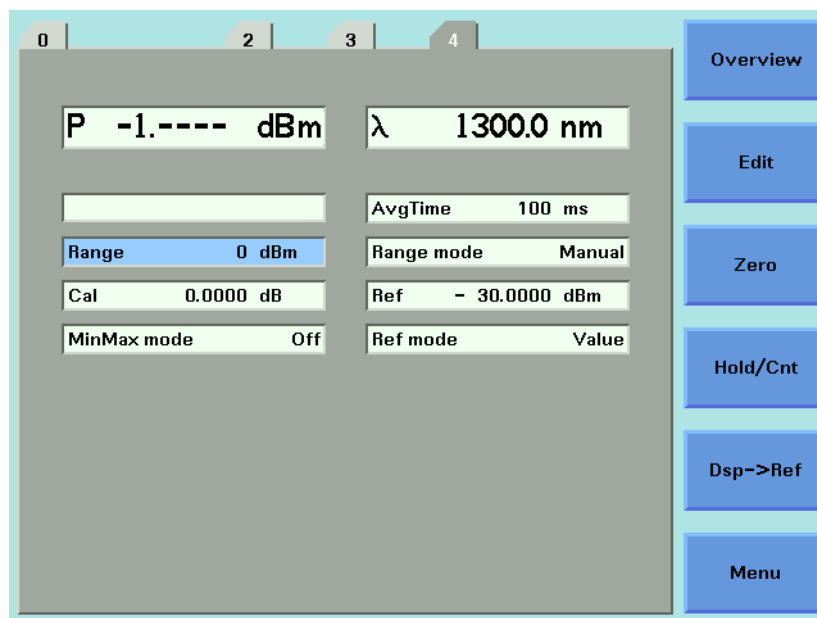 0 2 3 4
Overview
P -1.---- dBm
λ 1300.0 nm
Edit
AvgTime 100 ms
Range 0 dBm
Range mode Manual
Zero
Cal 0.0000 dB
Ref - 30.0000 dBm
MinMax mode Off
Ref mode Value
Hold/Cnt
Dsp->Ref
Menu